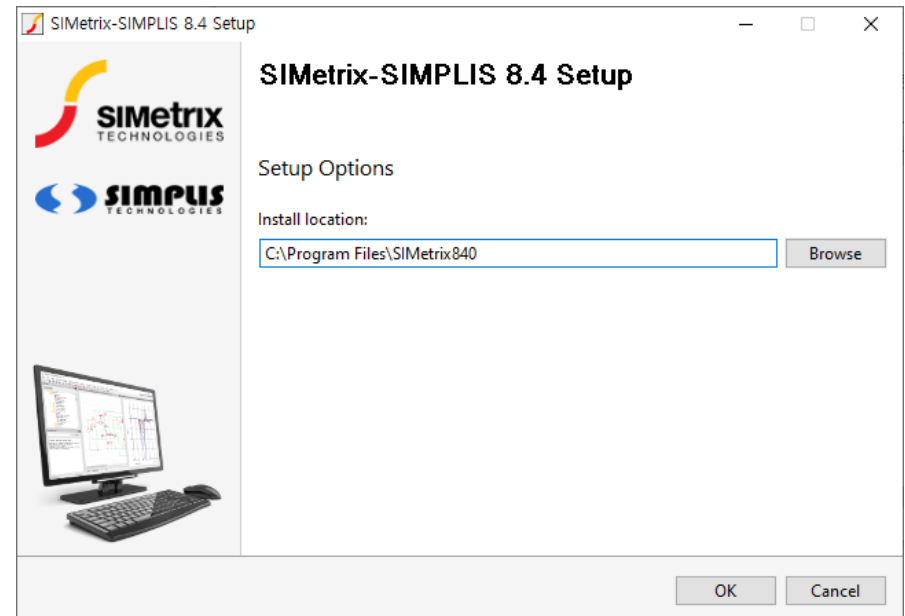 SIMetrix-SIMPLIS 8.4 Setup
SIMetrix
TECHNOLOGIES
SIMPLIS
TECHNOLOGIES
SIMetrix-SIMPLIS 8.4 Setup
Setup Options
Install location:
C:\Program Files\SIMetrix840
Browse
OK
Cancel